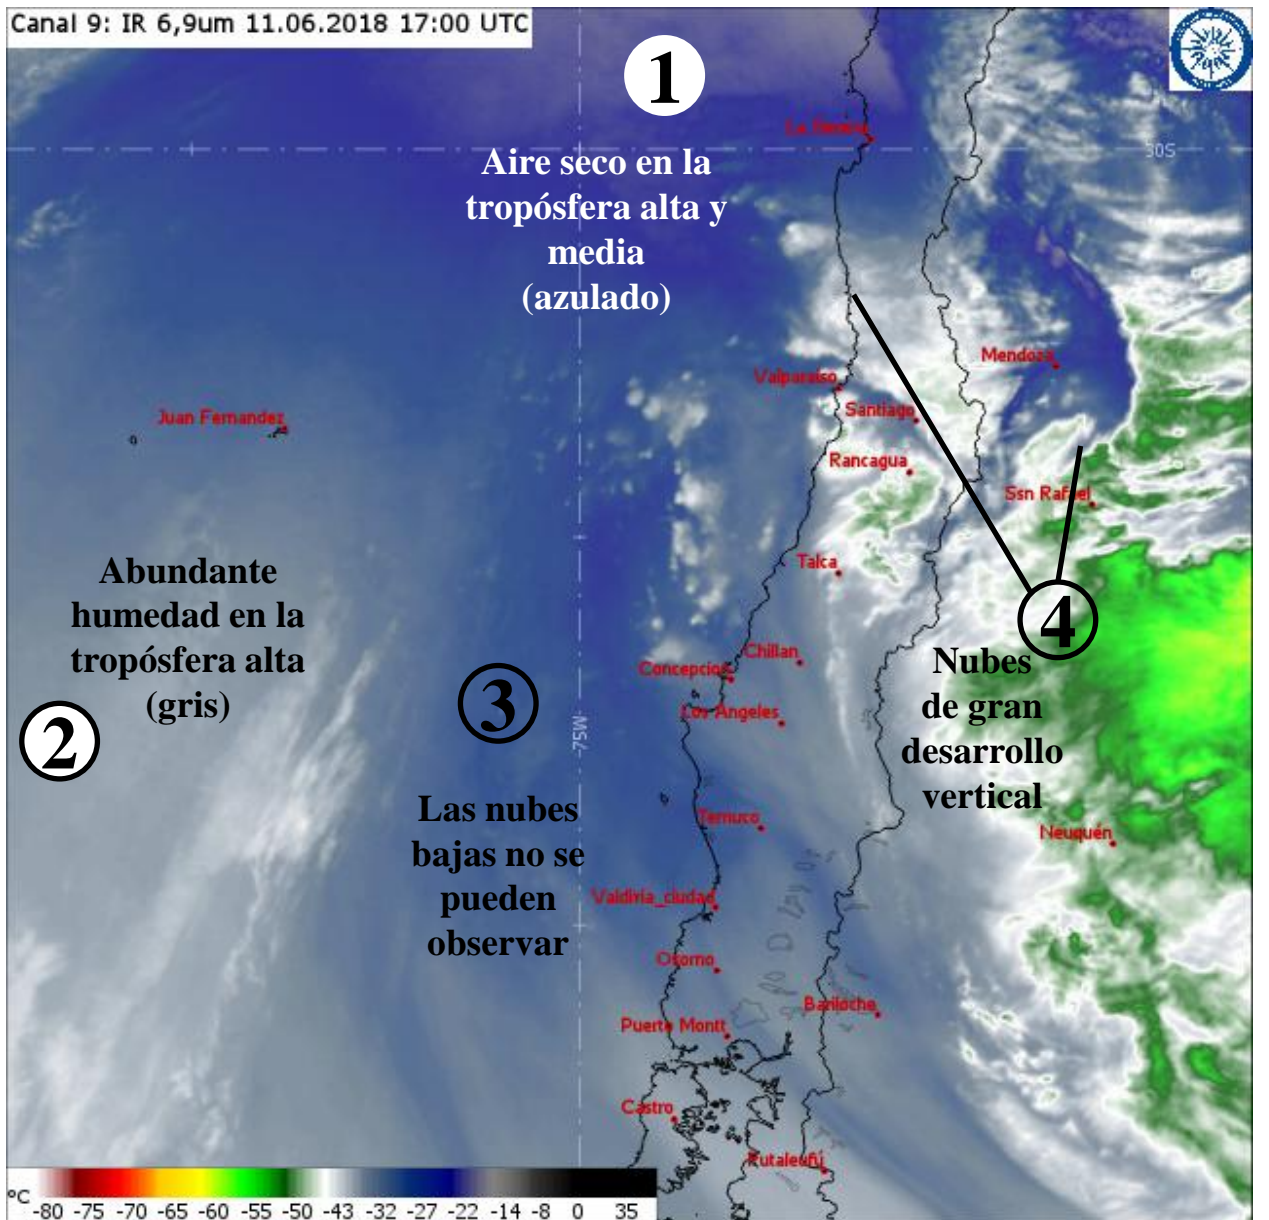 Canal 9: IR 6,9um 11.06.2018 17:00 UTC
1
La Serena
30S
Aire seco en la
tropósfera alta y
media
(azulado)
Mendoza
Valparaiso
Santiago
Juan Fernandez
Rancagua
Ssn Rafael
Talca
Abundante
humedad en la
tropósfera alta
(gris)
2
4
Nubes
de gran
desarrollo
vertical
Chillan
Concepcion
Los Angeles
3
75W
Las nubes
bajas no se
pueden
observar
Temuco
Neuquén
Valdivia_ciudad
Osorno
Bariloche
Puerto Montt
Castro
Futaleufú
°C -80 -75 -70 -65 -60 -55 -50 -43 -32 -27 -22 -14 -8 0 35